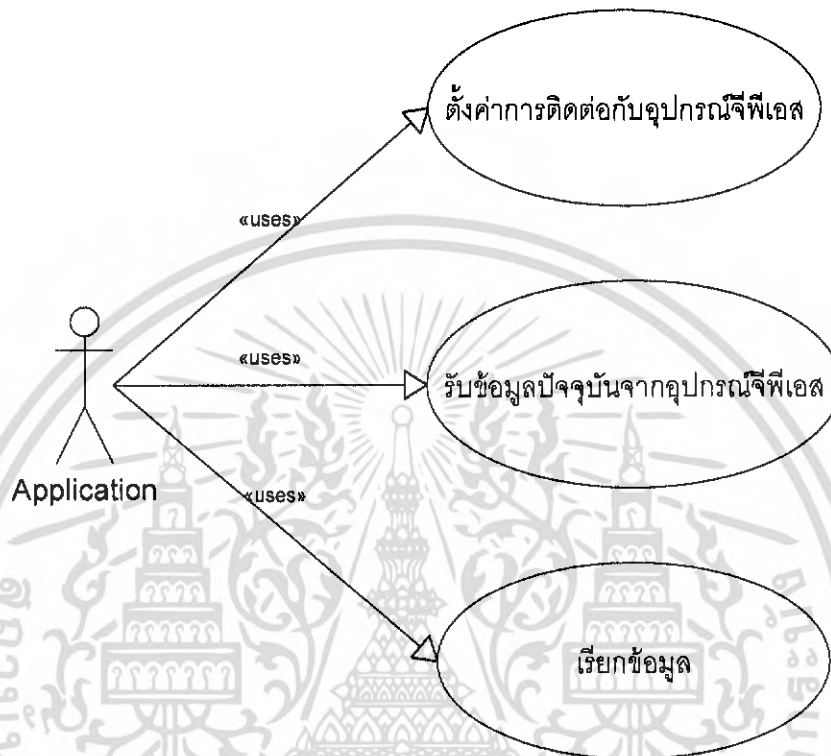 ตั้งค่าการติดต่อกับอุปกรณ์จีพีเอส
«uses»
«uses»
รับข้อมูลปัจจุบันจากอุปกรณ์จีพีเอส
Application
«uses»
เรียกข้อมูล